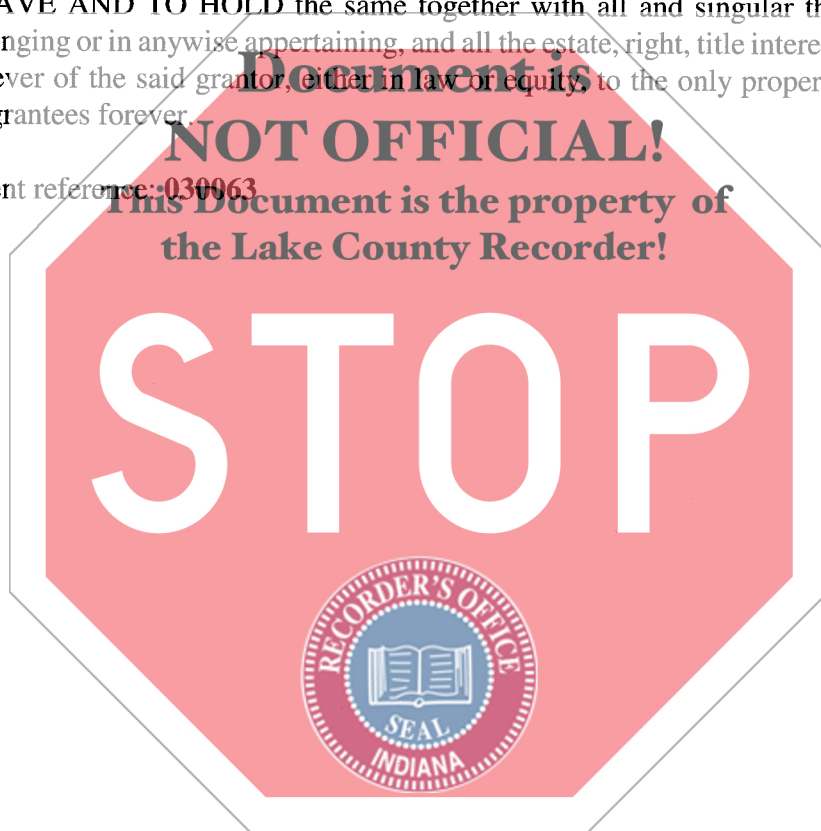 AVE AND TO HOLD the same together with all and singular th
nging or in anywise appertaining, and all the estate, right, title intere
ever of the said grantor, either in law or equity, to the only proper
Document is
grantees forever.
NOT OFFICIAL!
nt reference: 030063
This Document is the property of
the Lake County Recorder!
STOP
RECORDER'S OFFICE
SEAL
INDIANA